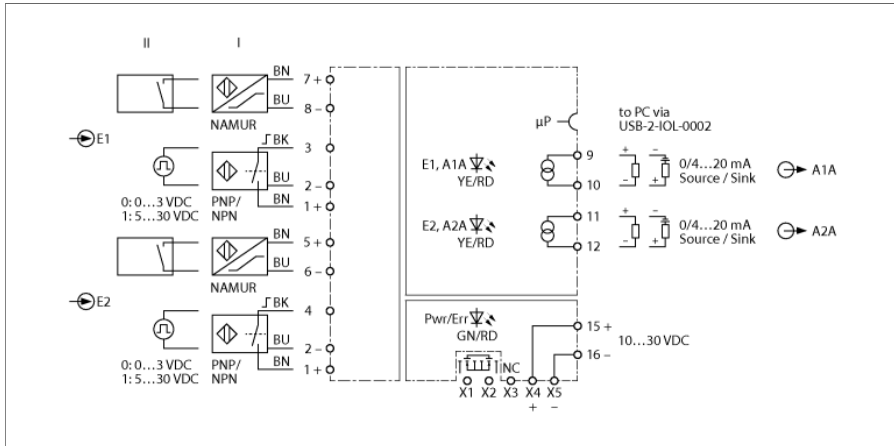 II
I
BN
7 +
BU
8 –
NAMUR
E1
BK
3
BU
2 –
BN
1 +
0: 0…3 VDC
1: 5…30 VDC
PNP/
NPN
BN
5 +
BU
6 –
NAMUR
E2
BK
4
BU
2 –
BN
1 +
0: 0…3 VDC
1: 5…30 VDC
PNP/
NPN
µP
to PC via
USB-2-IOL-0002
E1, A1A
YE/RD
9
10
+
–
–
+
0/4…20 mA
Source / Sink
A1A
E2, A2A
YE/RD
11
12
+
–
–
+
0/4…20 mA
Source / Sink
A2A
Pwr/Err
GN/RD
15 +
16 –
10…30 VDC
NC
X1 X2 X3 X4 X5
+ –